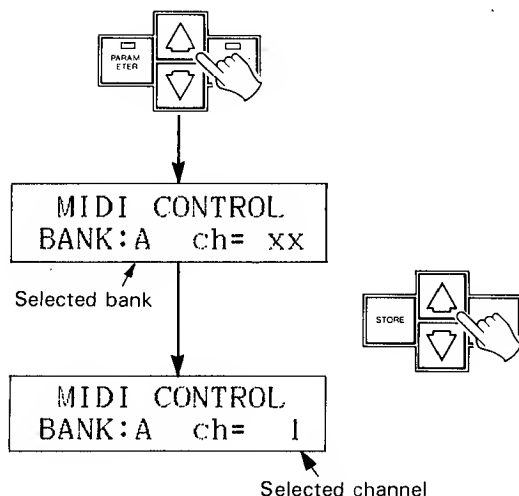 PARAM
ETER
MIDI CONTROL
BANK:A ch= xx
Selected bank
STORE
MIDI CONTROL
BANK:A ch= 1
Selected channel